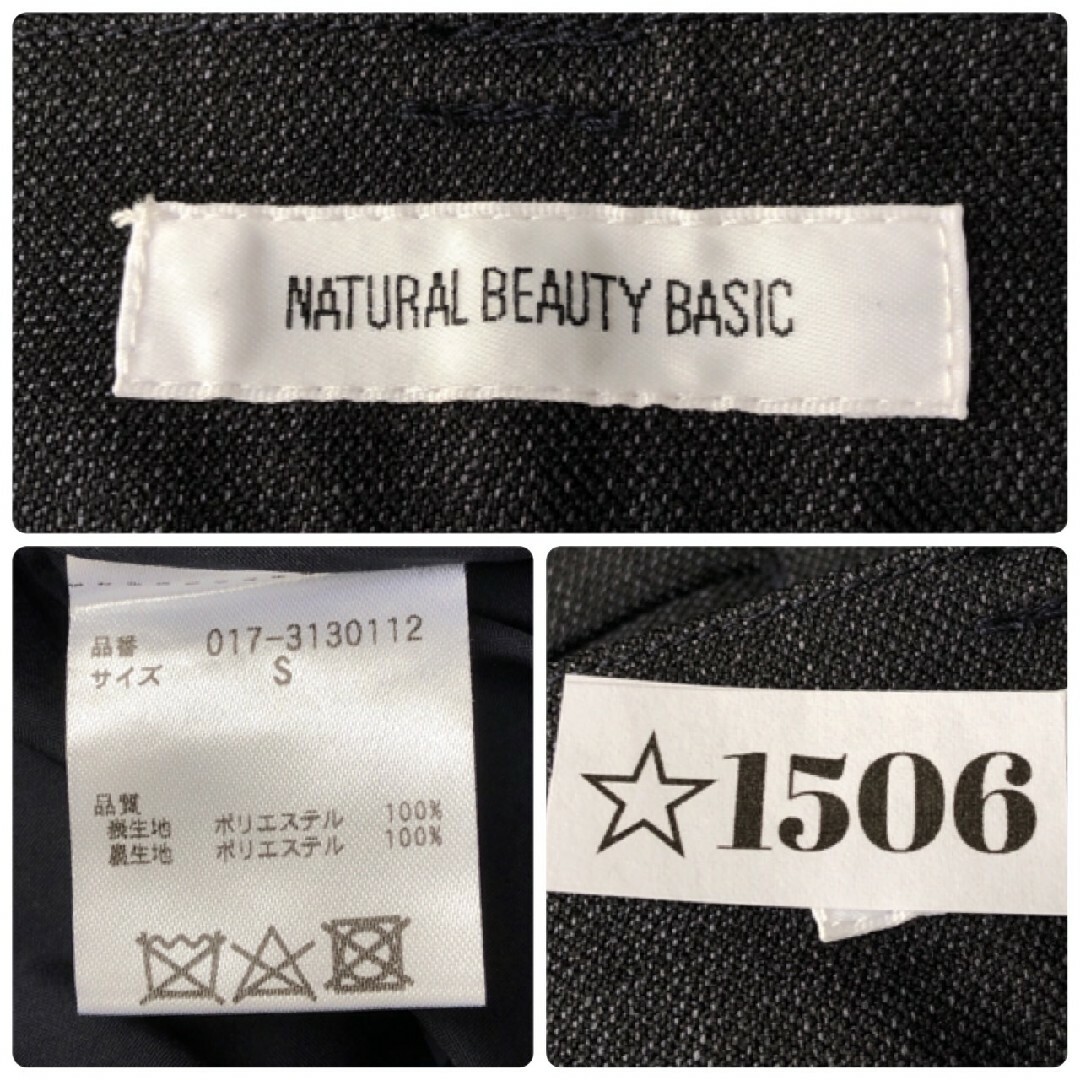 NATURAL BEAUTY BASIC
品番 017-3130112
サイズ S
品質
表生地 ポリエステル 100%
裏生地 ポリエステル 100%
☆1506